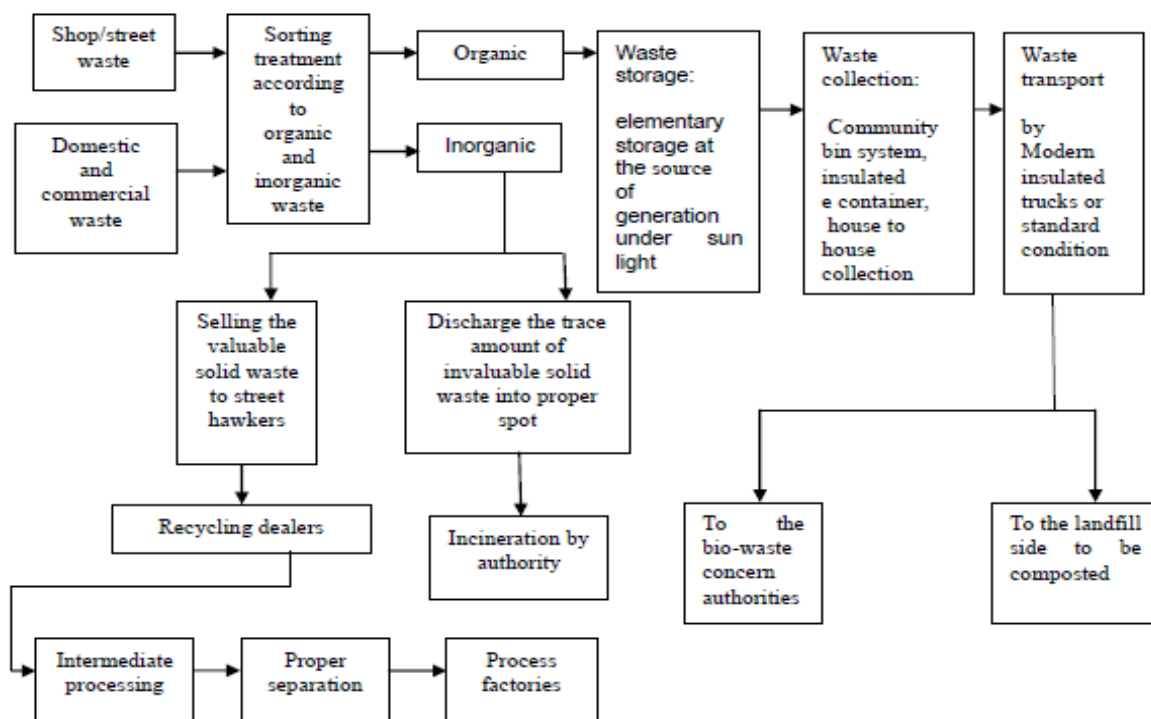 Shop/street
waste
Sorting
treatment
according
to
organic
and
inorganic
waste
Organic
Waste
storage:
elementary
storage at
the source
of
generation
under sun
light
Waste
collection:
Community
bin system,
insulated
e container,
house to
house
collection
Waste
transport
by
Modern
insulated
trucks or
standard
condition
Domestic
and
commercial
waste
Inorganic
Selling the
valuable
solid waste
to street
hawkers
Discharge the trace
amount of
invaluable solid
waste into proper
spot
Recycling dealers
Incineration by
authority
To the
bio-waste
concern
authorities
To the landfill
side to be
composted
Intermediate
processing
Proper
separation
Process
factories